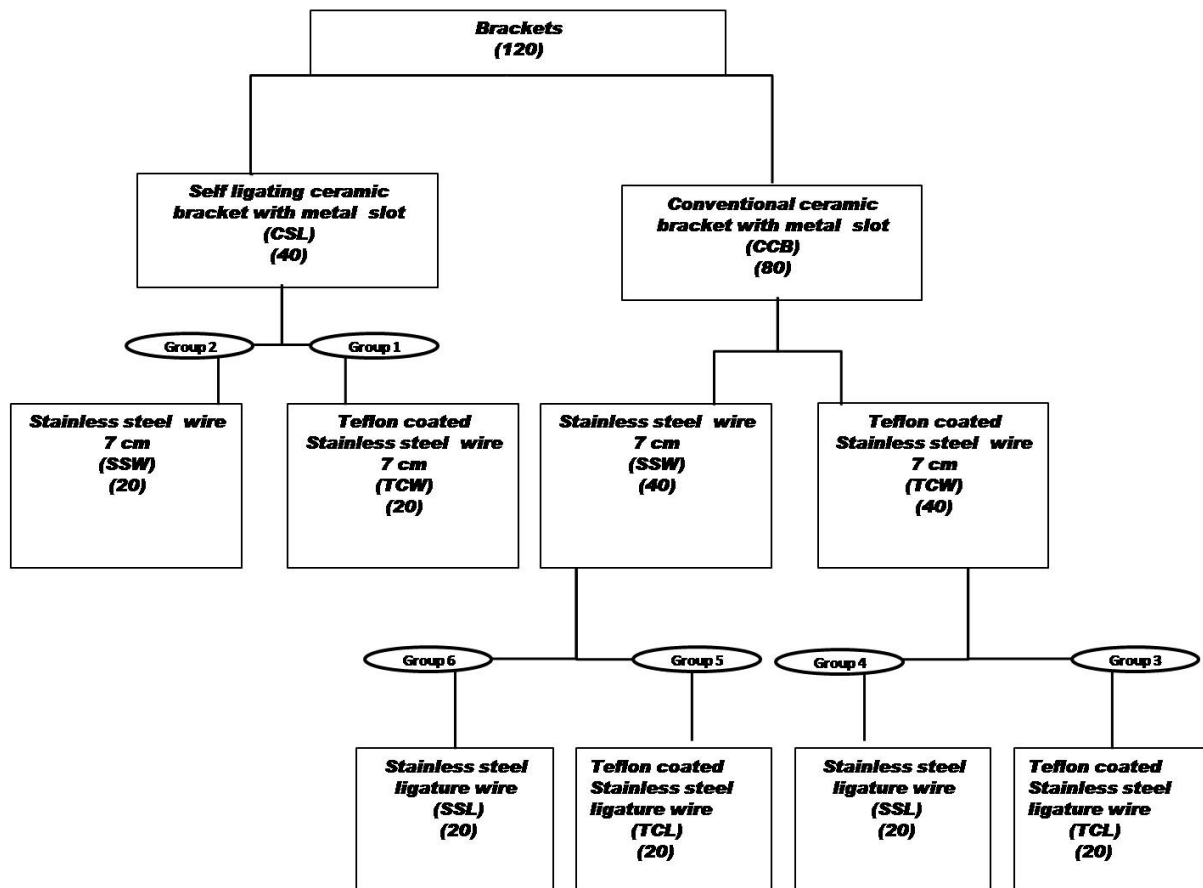 Brackets
(120)
Self ligating ceramic
bracket with metal slot
(CSL)
(40)
Conventional ceramic
bracket with metal slot
(CCB)
(80)
Group 2
Group 1
Stainless steel wire
7 cm
(SSW)
(20)
Teflon coated
Stainless steel wire
7 cm
(TCW)
(20)
Stainless steel wire
7 cm
(SSW)
(40)
Teflon coated
Stainless steel wire
7 cm
(TCW)
(40)
Group 6
Group 5
Group 4
Group 3
Stainless steel
ligature wire
(SSL)
(20)
Teflon coated
Stainless steel
ligature wire
(TCL)
(20)
Stainless steel
ligature wire
(SSL)
(20)
Teflon coated
Stainless steel
ligature wire
(TCL)
(20)